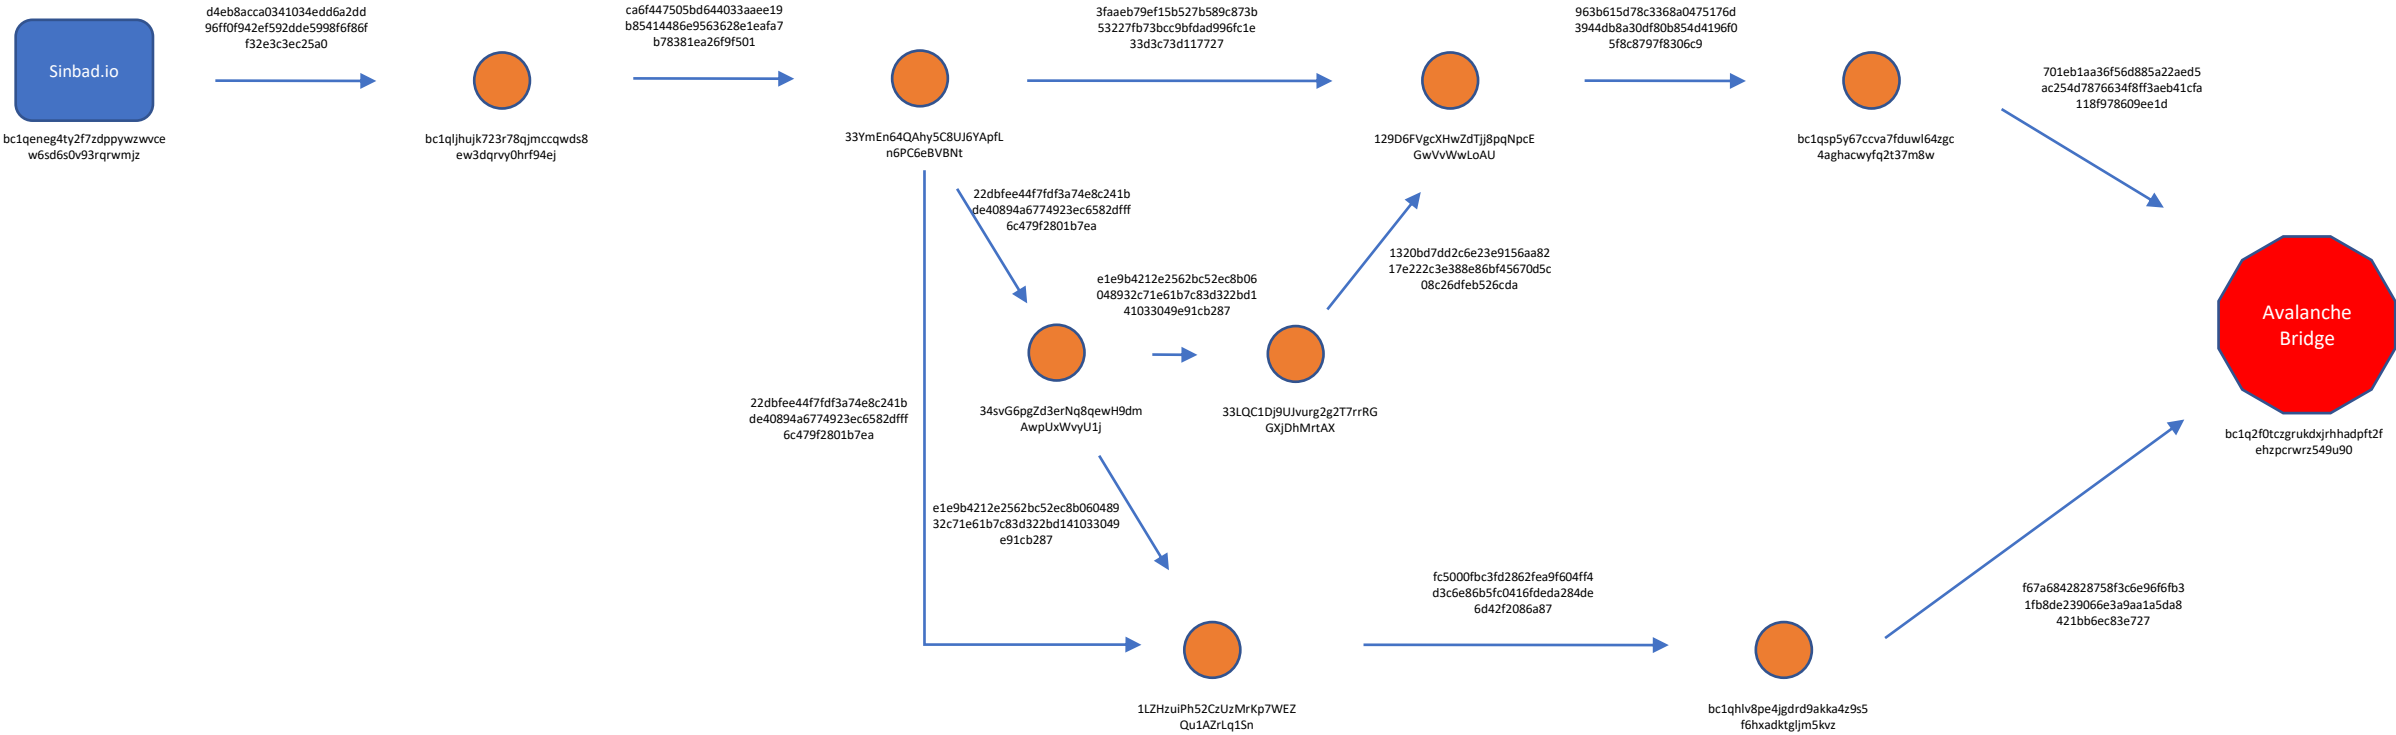 Sinbad.io
bc1qeneg4ty2f7zdppywzwvce
w6sd6s0v93rqrwmjz
d4eb8acca0341034edd6a2dd
96ff0f942ef592dde5998f6f86f
f32e3c3ec25a0
bc1qljhujk723r78qjmccqwds8
ew3dqrvy0hrf94ej
ca6f447505bd644033aaee19
b85414486e9563628e1eafa7
b78381ea26f9f501
33YmEn64QAhy5C8UJ6YApfL
n6PC6eBVBNt
3faaeb79ef15b527b589c873b
53227fb73bcc9bfdad996fc1e
33d3c73d117727
129D6FVgcXHwZdTjj8pqNpcE
GwVvWwLoAU
963b615d78c3368a0475176d
3944db8a30df80b854d4196f0
5f8c8797f8306c9
bc1qsp5y67ccva7fduwl64zgc
4aghacwyfq2t37m8w
701eb1aa36f56d885a22aed5
ac254d7876634f8ff3aeb41cfa
118f978609ee1d
22dbfee44f7fdf3a74e8c241b
de40894a6774923ec6582dfff
6c479f2801b7ea
e1e9b4212e2562bc52ec8b06
048932c71e61b7c83d322bd1
41033049e91cb287
1320bd7dd2c6e23e9156aa82
17e222c3e388e86bf45670d5c
08c26dfeb526cda
Avalanche
Bridge
bc1q2f0tczgrukdxjrhhadpft2f
ehzpcrwrz549u90
22dbfee44f7fdf3a74e8c241b
de40894a6774923ec6582dfff
6c479f2801b7ea
34svG6pgZd3erNq8qewH9dm
AwpUxWvyU1j
33LQC1Dj9UJvurg2g2T7rrRG
GXjDhMrtAX
e1e9b4212e2562bc52ec8b060489
32c71e61b7c83d322bd141033049
e91cb287
fc5000fbc3fd2862fea9f604ff4
d3c6e86b5fc0416fdeda284de
6d42f2086a87
f67a6842828758f3c6e96f6fb3
1fb8de239066e3a9aa1a5da8
421bb6ec83e727
1LZHzuiPh52CzUzMrKp7WEZ
Qu1AZrLq1Sn
bc1qhlv8pe4jgdrd9akka4z9s5
f6hxadktgljm5kvz